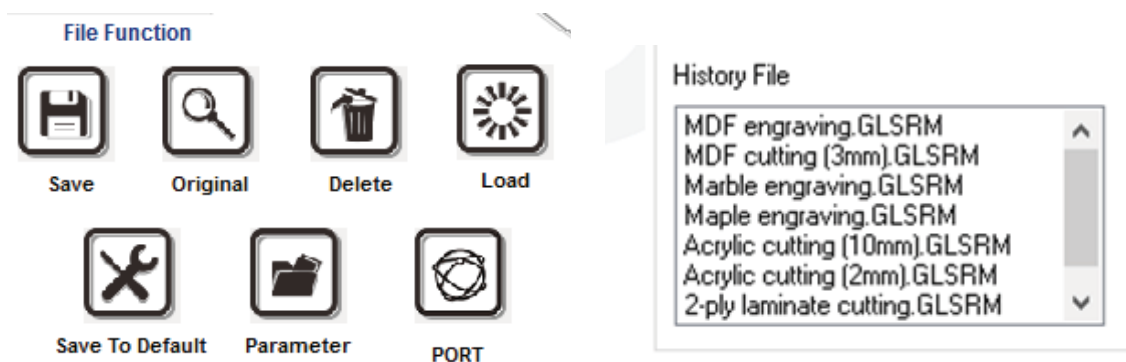 File Function
Save
Original
Delete
Load
Save To Default
Parameter
PORT
History File
MDF engraving.GLSRM
MDF cutting (3mm).GLSRM
Marble engraving.GLSRM
Maple engraving.GLSRM
Acrylic cutting (10mm).GLSRM
Acrylic cutting (2mm).GLSRM
2-ply laminate cutting.GLSRM